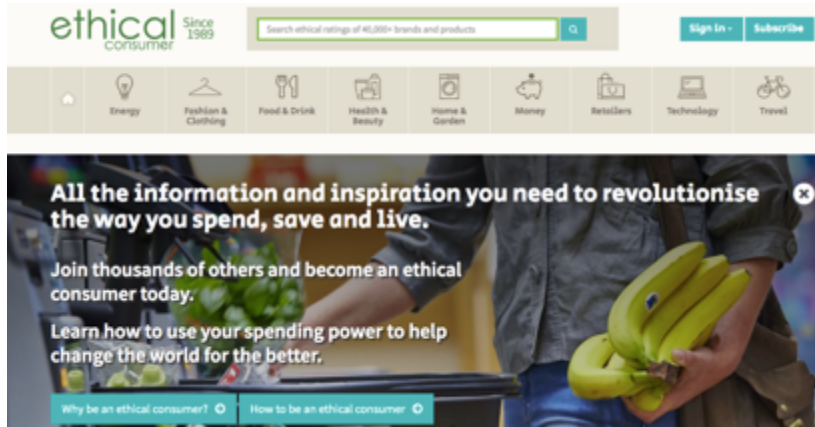 ethical
consumer
Since
1989
Search ethical ratings of 40,000+ brands and products
Sign in
Subscribe
Energy
Fashion &
Clothing
Food & Drink
Health &
Beauty
Home &
Garden
Money
Retailers
Technology
Travel
All the information and inspiration you need to revolutionise
the way you spend, save and live.
Join thousands of others and become an ethical
consumer today.
Learn how to use your spending power to help
change the world for the better.
Why be an ethical consumer?
How to be an ethical consumer